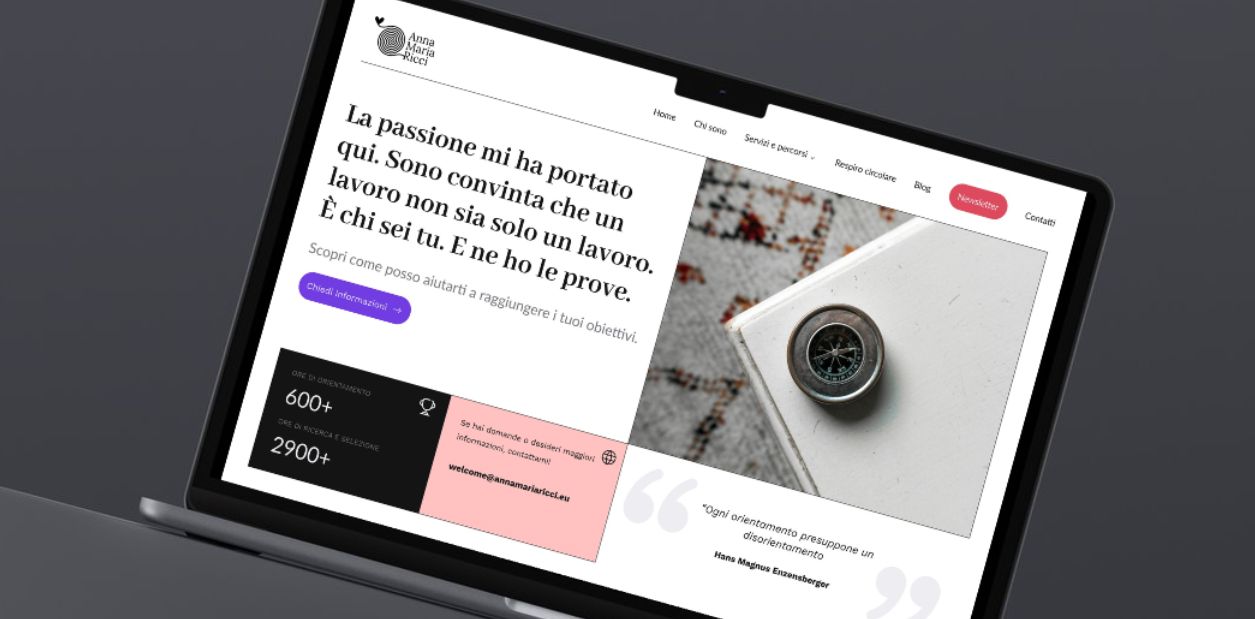 Anna
Maria
Ricci
Home
Chi sono
Servizi e percorsi
Respiro circolare
Blog
Newsletter
Contatti
La passione mi ha portato
qui. Sono convinta che un
lavoro non sia solo un lavoro.
È chi sei tu. E ne ho le prove.
Scopri come posso aiutarti a raggiungere i tuoi obiettivi.
Chiedi informazioni →
ORE DI ORIENTAMENTO
600+
ORE DI RICERCA E SELEZIONE
2900+
Se hai domande o desideri maggiori
informazioni, contattami!
welcome@annamariaricci.eu
“Ogni orientamento presuppone un
disorientamento
Hans Magnus Enzensberger